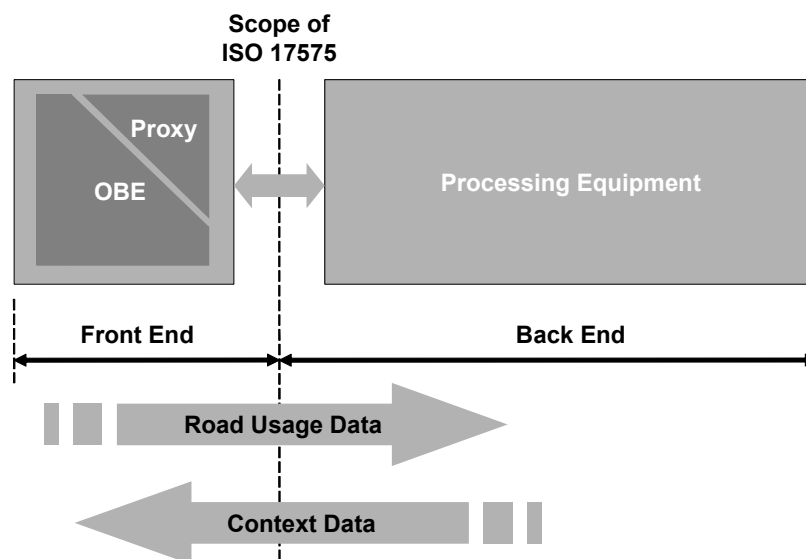 Scope of
ISO 17575
Proxy
OBE
Processing Equipment
Front End
Back End
Road Usage Data
Context Data